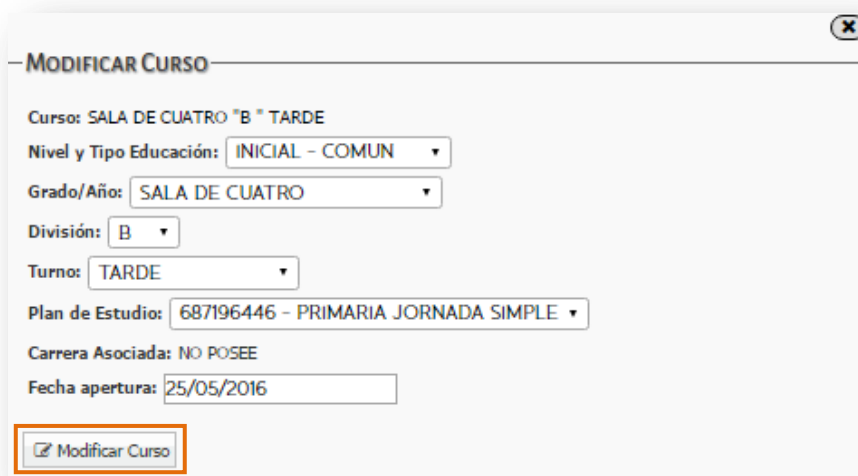 MODIFICAR CURSO
Curso: SALA DE CUATRO "B " TARDE
Nivel y Tipo Educación: INICIAL - COMUN
Grado/Año: SALA DE CUATRO
División: B
Turno: TARDE
Plan de Estudio: 687196446 - PRIMARIA JORNADA SIMPLE
Carrera Asociada: NO POSEE
Fecha apertura: 25/05/2016
Modificar Curso